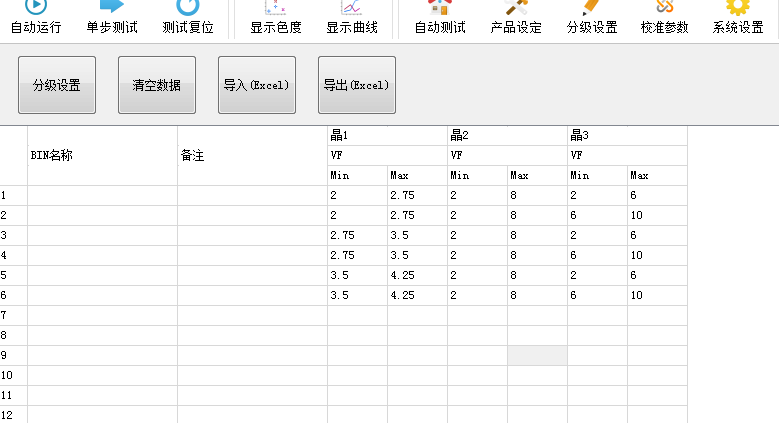 自动运行 单步测试 测试复位 显示色度 显示曲线 自动测试 产品设定 分级设置 校准参数 系统设置
分级设置 清空数据 导入(Excel) 导出(Excel)
晶1 晶2 晶3
BIN名称 备注 VF VF VF
Min Max Min Max Min Max
1 2 2.75 2 8 2 6
2 2 2.75 2 8 6 10
3 2.75 3.5 2 8 2 6
4 2.75 3.5 2 8 6 10
5 3.5 4.25 2 8 2 6
6 3.5 4.25 2 8 6 10
7
8
9
10
11
12